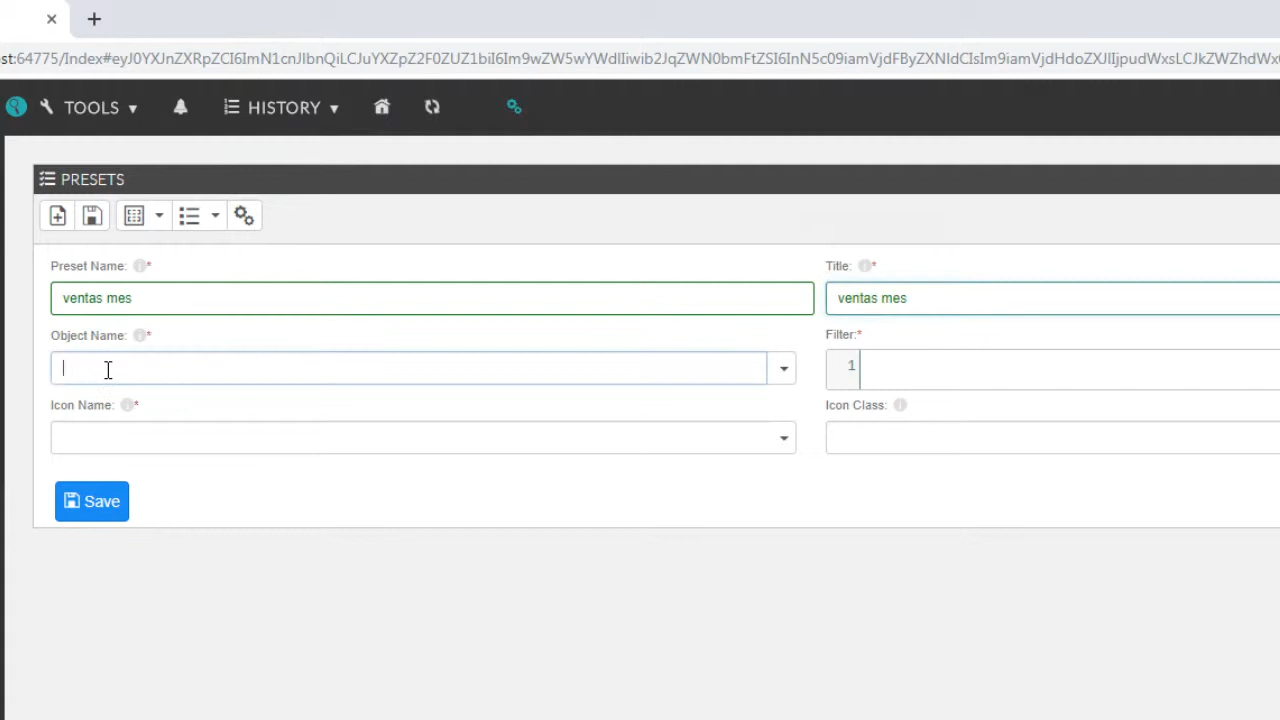 st:64775/Index#eyJ0YXJnZXRpZCI6ImN1cnJlbnQiLCJuYXZpZ2F0ZUZ1biI6Im9wZW5wYWdlIiwib2JqZWN0bmFtZSI6InN5c09iamVjdFByZXNldCIsIm9iamVjdHdoZXJlIjpudWxsLCJkZWZhdWx
TOOLS HISTORY
PRESETS
Preset Name: * Title: *
ventas mes ventas mes
Object Name: * Filter:*
1
Icon Name: * Icon Class:
Save